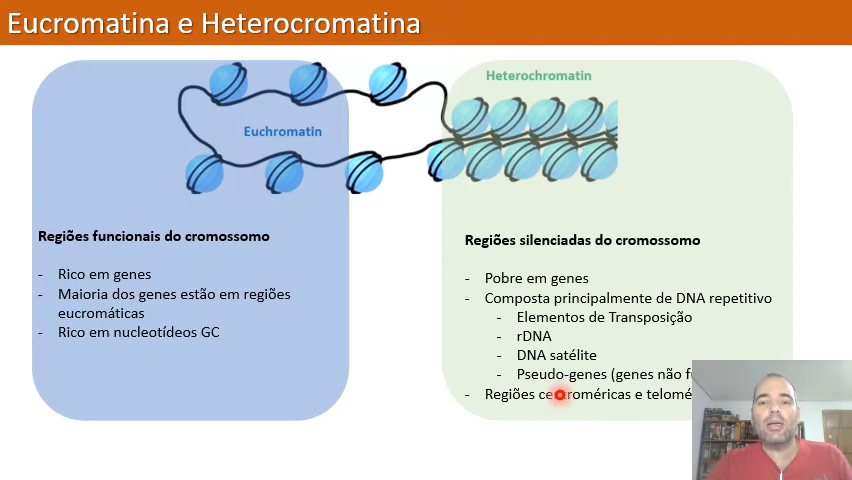 Eucromatina e Heterocromatina
Heterochromatin
Euchromatin
Regiões funcionais do cromossomo
- Rico em genes
- Maioria dos genes estão em regiões
eucromáticas
- Rico em nucleotídeos GC
Regiões silenciadas do cromossomo
- Pobre em genes
- Composta principalmente de DNA repetitivo
- Elementos de Transposição
- rDNA
- DNA satélite
- Pseudo-genes (genes não
- Regiões e